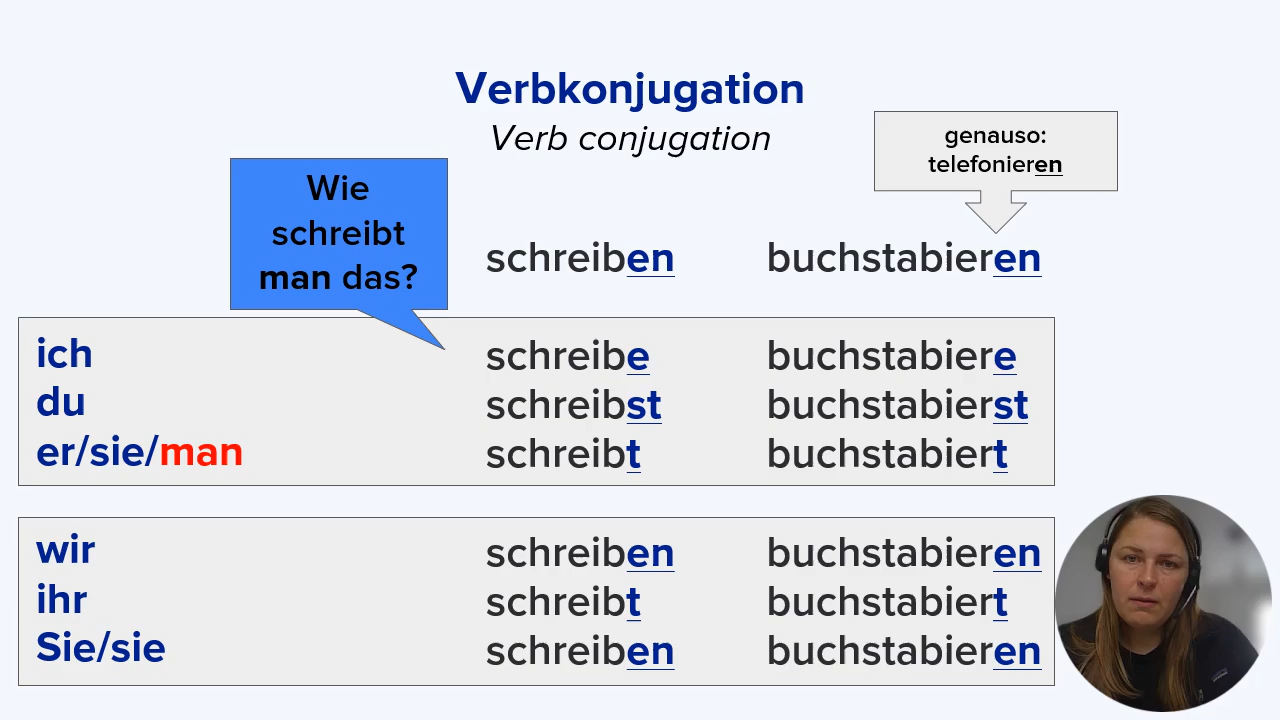 Verbkonjugation
Verb conjugation
genauso:
telefonieren
Wie
schreibt
man das?
schreiben buchstabieren
ich schreibe buchstabiere
du schreibst buchstabierst
er/sie/man schreibt buchstabiert
wir schreiben buchstabieren
ihr schreibt buchstabiert
Sie/sie schreiben buchstabieren